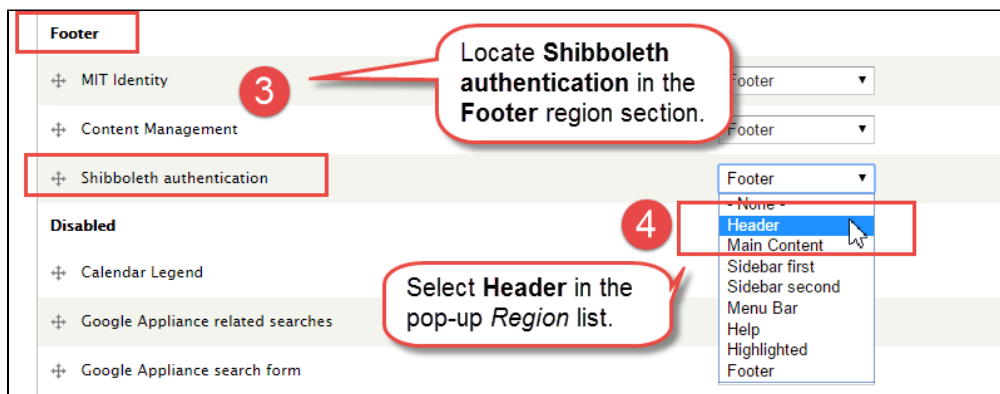 Footer
Locate Shibboleth
authentication in the
Footer region section.
MIT Identity
3
Footer
Content Management
Footer
Shibboleth authentication
Footer
- None -
Header
Main Content
Sidebar first
Sidebar second
Menu Bar
Help
Highlighted
Footer
Disabled
4
Calendar Legend
Select Header in the
pop-up Region list.
Google Appliance related searches
Google Appliance search form